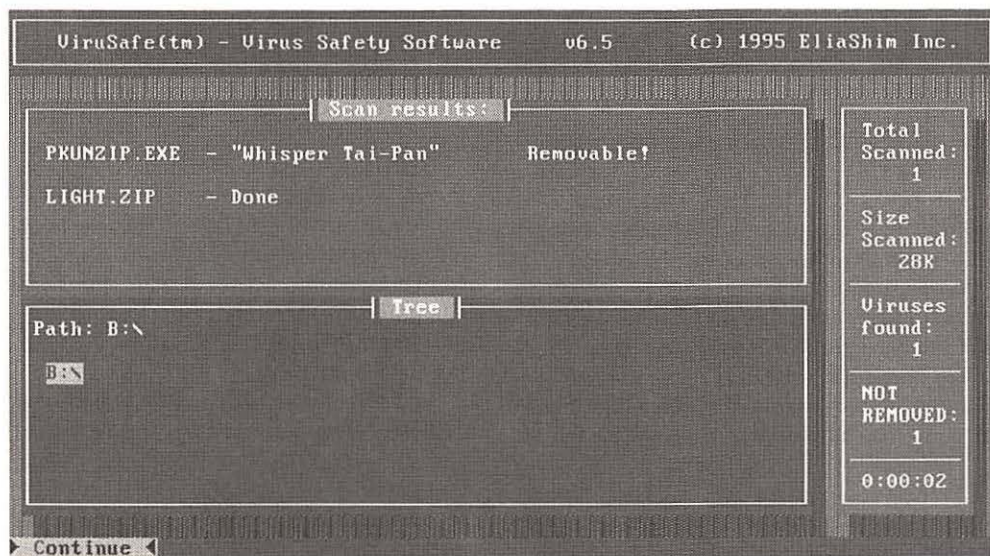 ViruSafe(tm) - Virus Safety Software v6.5 (c) 1995 EliaShim Inc.
Scan results:
PKUNZIP.EXE - "Whisper Tai-Pan" Removable!
LIGHT.ZIP - Done
Tree
Path: B:\
B:\
Total
Scanned:
1
Size
Scanned:
28K
Viruses
found:
1
NOT
REMOVED:
1
0:00:02
Continue